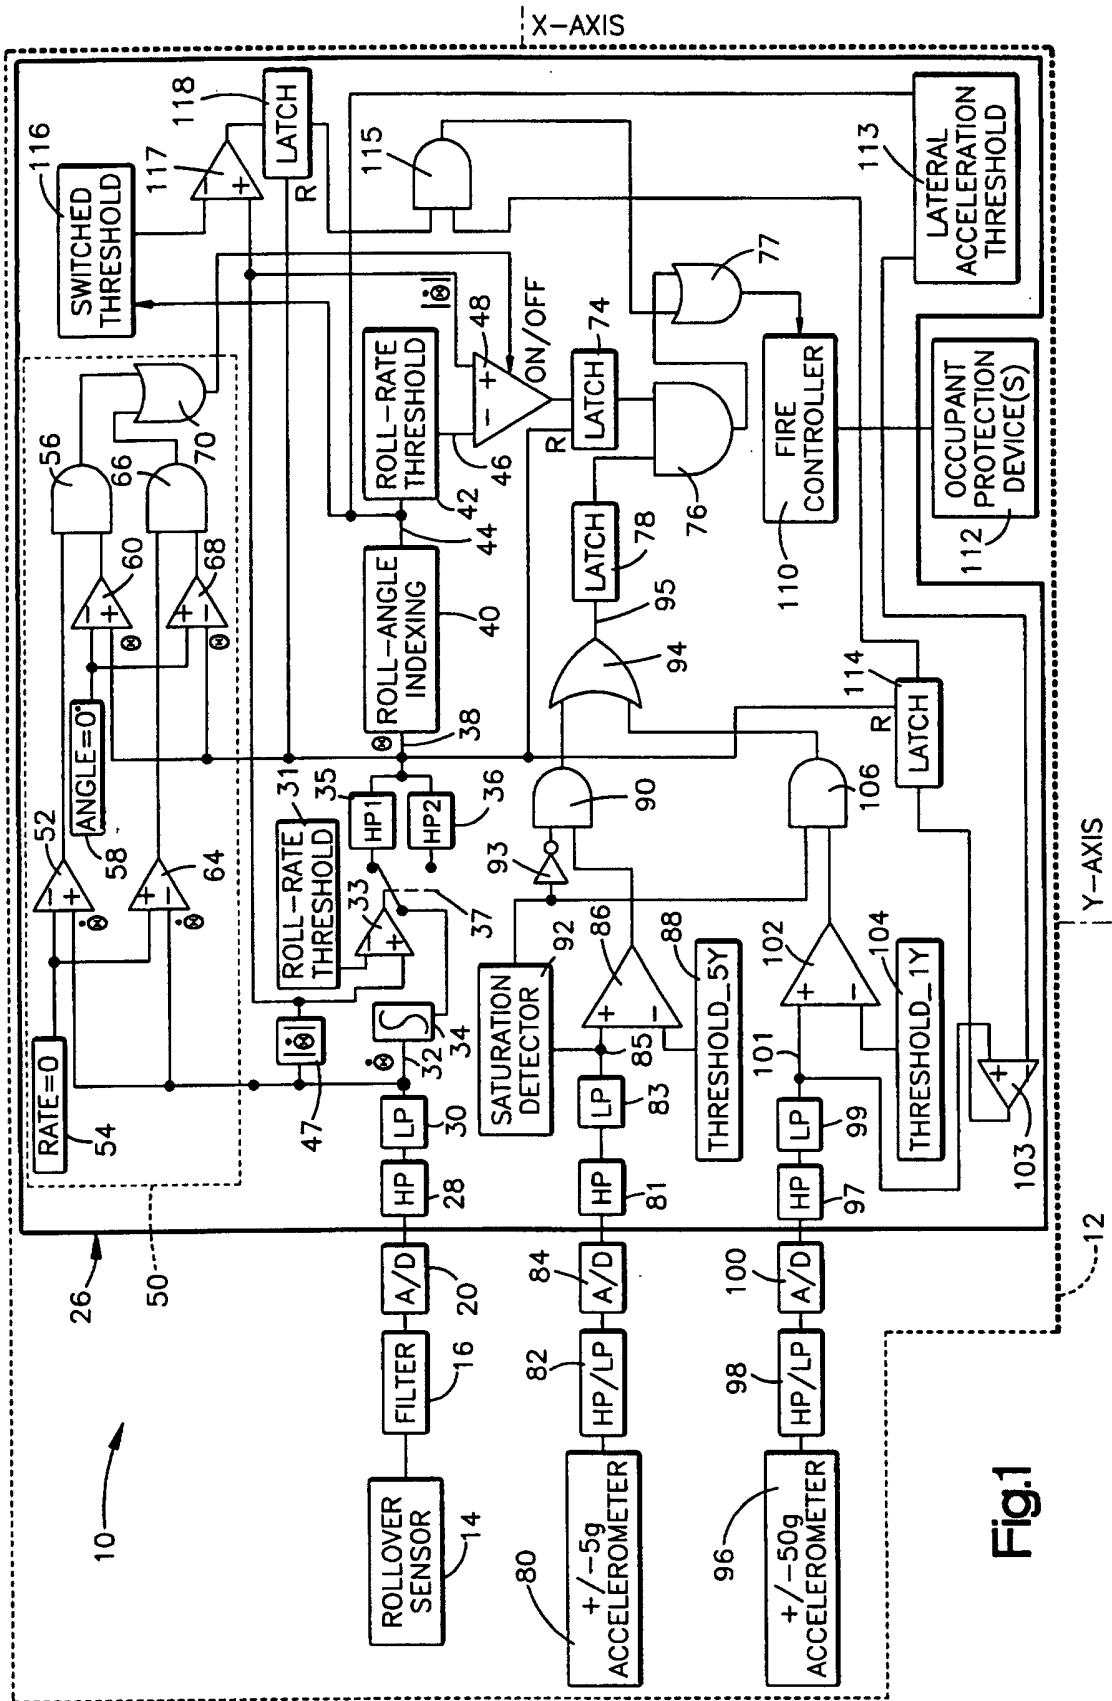 X-AXIS
116
SWITCHED
THRESHOLD
117
118
LATCH
R
−
+
56
66
70
52
−
+
Θ̇
RATE=0
54
60
−
+
Θ
68
+
−
Θ
ANGLE=0°
58
64
+
−
Θ̇
26
50
115
|Θ̇|
ROLL-RATE
THRESHOLD
42
44
46
48
−
+
ON/OFF
R
LATCH
74
77
76
LATCH
78
FIRE
CONTROLLER
110
OCCUPANT
PROTECTION
DEVICE(S)
112
LATERAL
ACCELERATION
THRESHOLD
113
ROLL-ANGLE
INDEXING
40
Θ
38
35
HP1
HP2
36
31
ROLL-RATE
THRESHOLD
33
−
+
37
|Θ̇|
47
34
32
Θ̇
LP
30
HP
28
A/D
20
FILTER
16
ROLLOVER
SENSOR
14
10
95
94
90
93
92
SATURATION
DETECTOR
86
+
−
85
88
THRESHOLD_5Y
LP
83
HP
81
84
A/D
82
HP/LP
80
+/−5g
ACCELEROMETER
106
114
R
LATCH
102
+
−
101
104
THRESHOLD_1Y
103
+
−
LP
99
HP
97
100
A/D
98
HP/LP
96
+/−50g
ACCELEROMETER
Y-AXIS
12
Fig.1